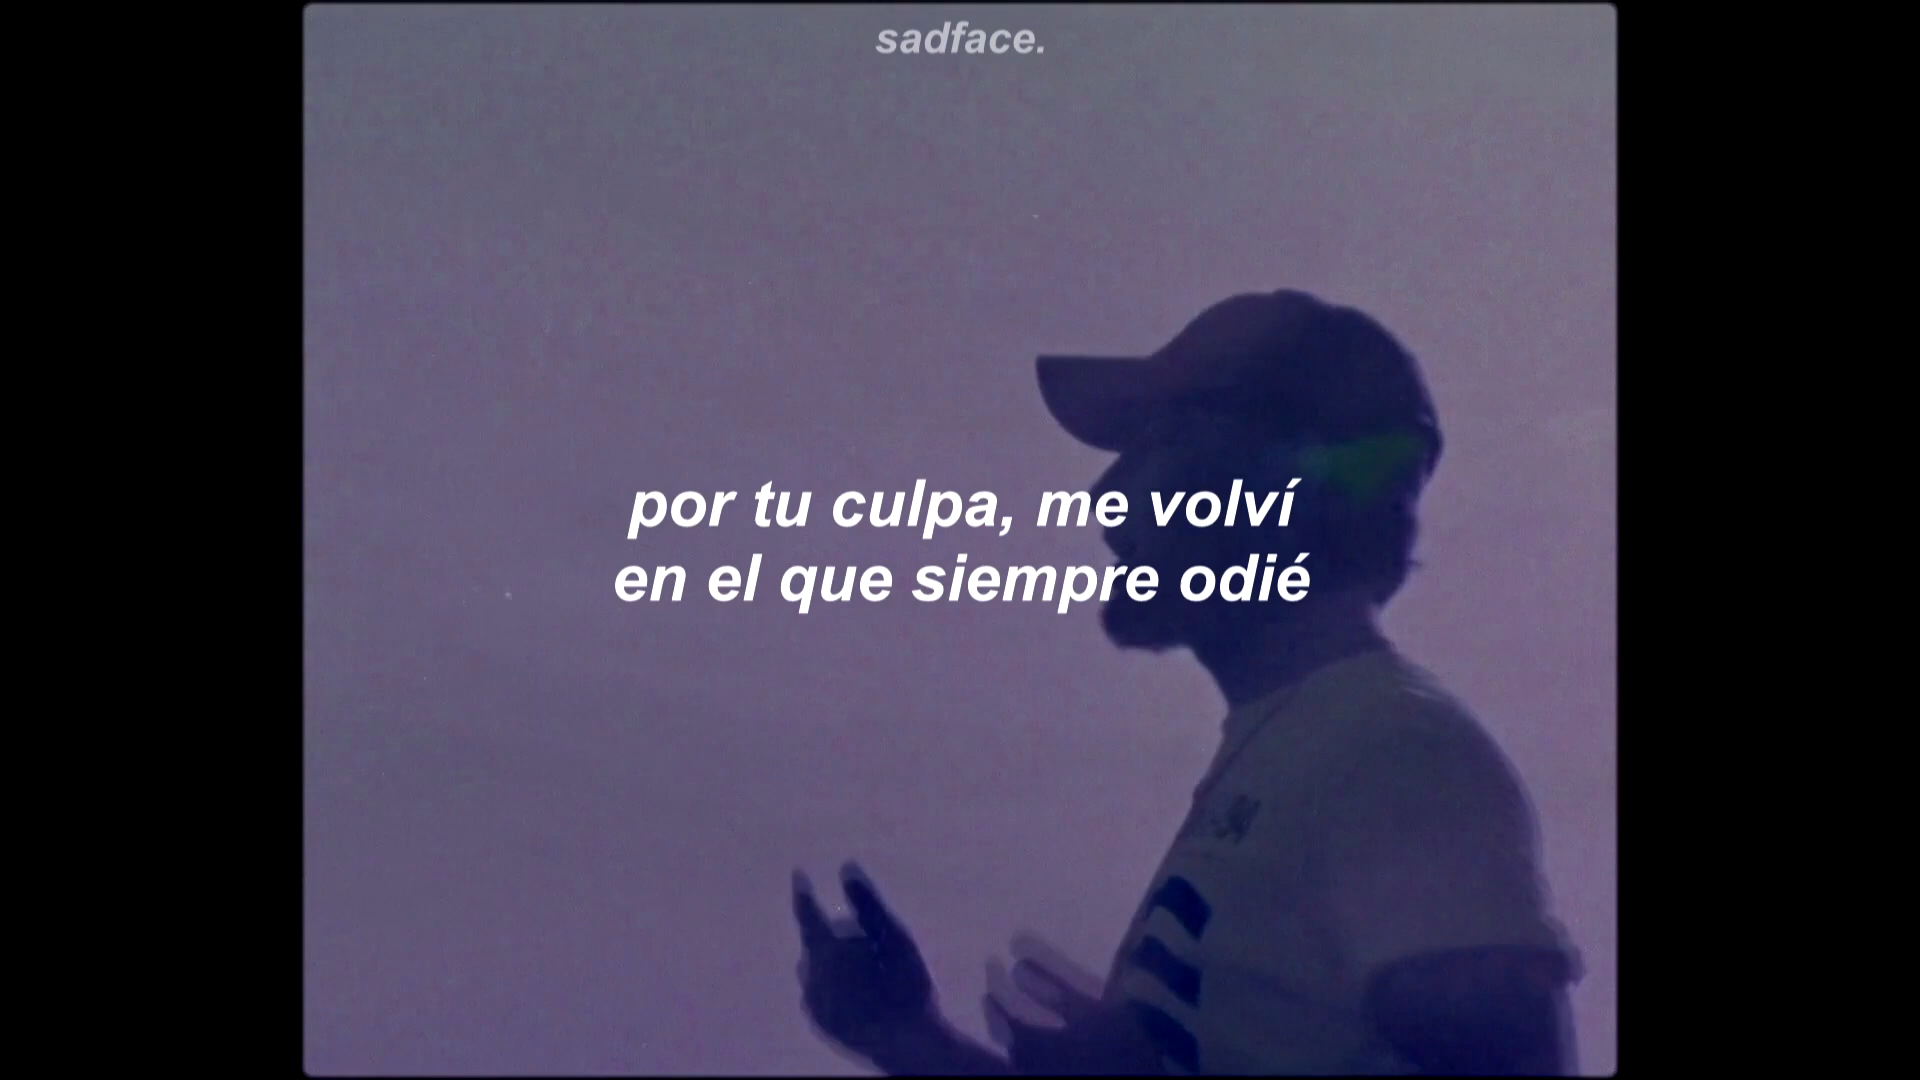 sadface.
por tu culpa, me volví
en el que siempre odié